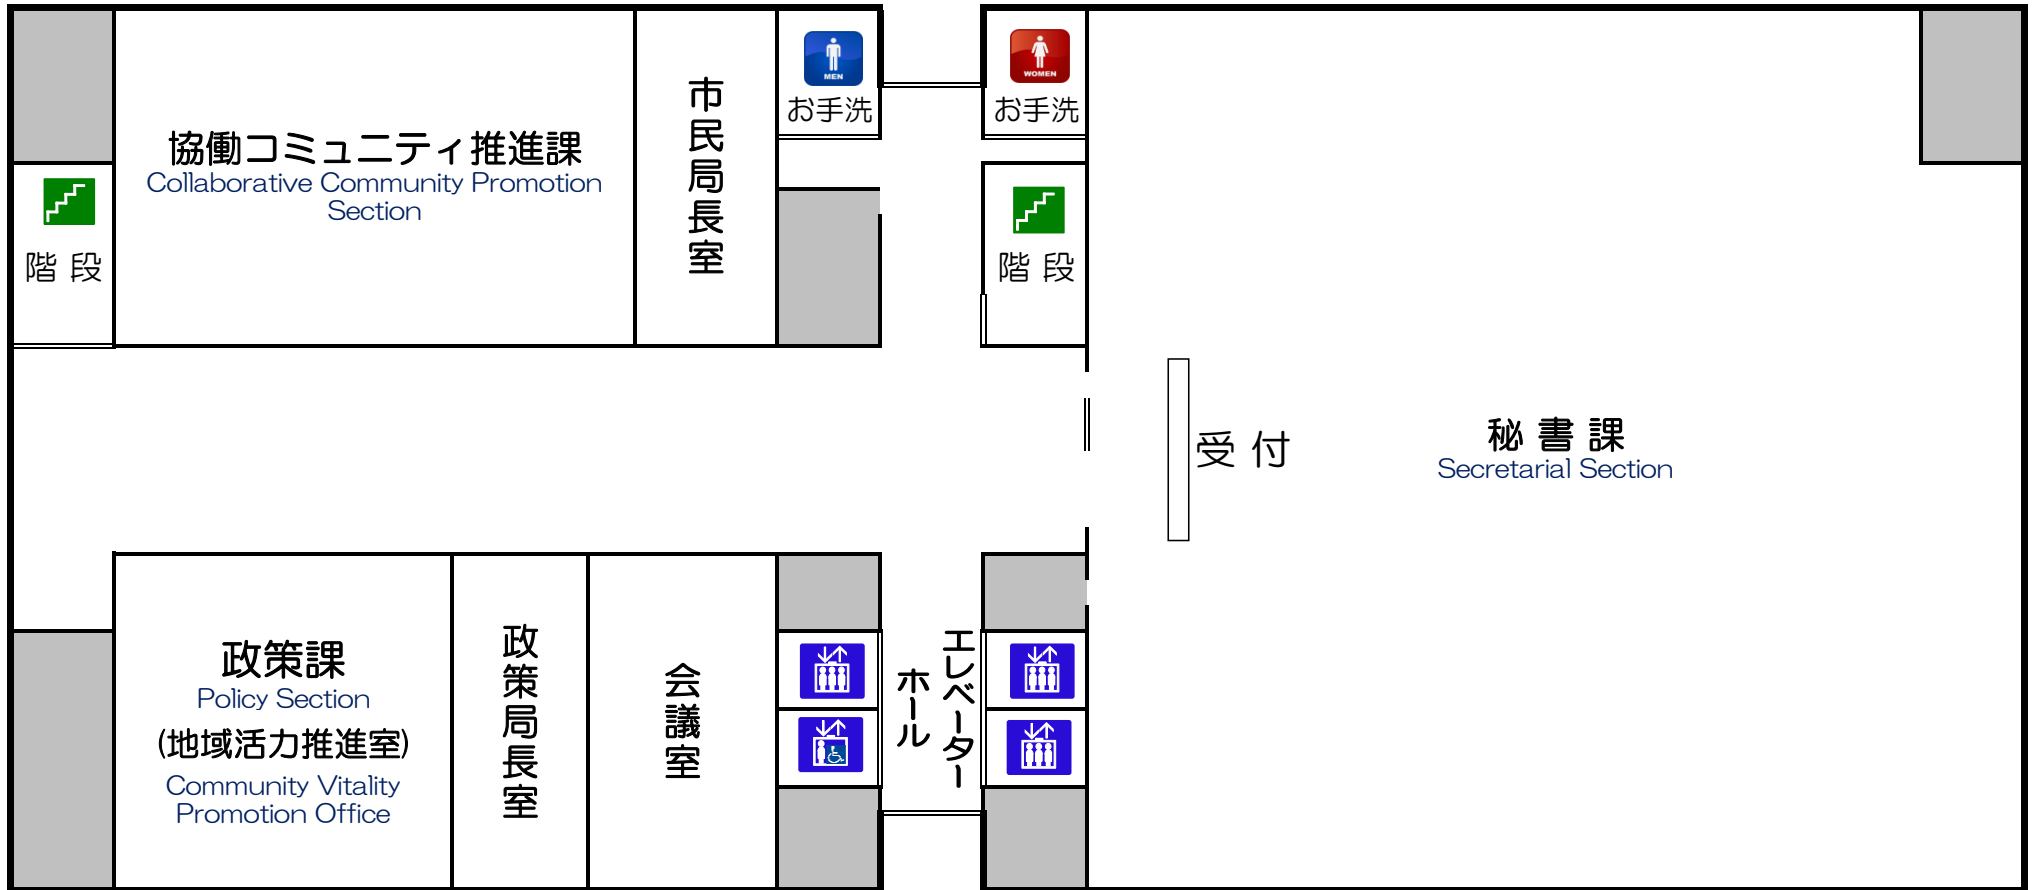 協働コミュニティ推進課
Collaborative Community Promotion
Section
市民局長室
MEN
お手洗
WOMEN
お手洗
階 段
階 段
受 付
秘 書 課
Secretarial Section
政策課
Policy Section
(地域活力推進室)
Community Vitality
Promotion Office
政策局長室
会議室
エレベーター
ホール